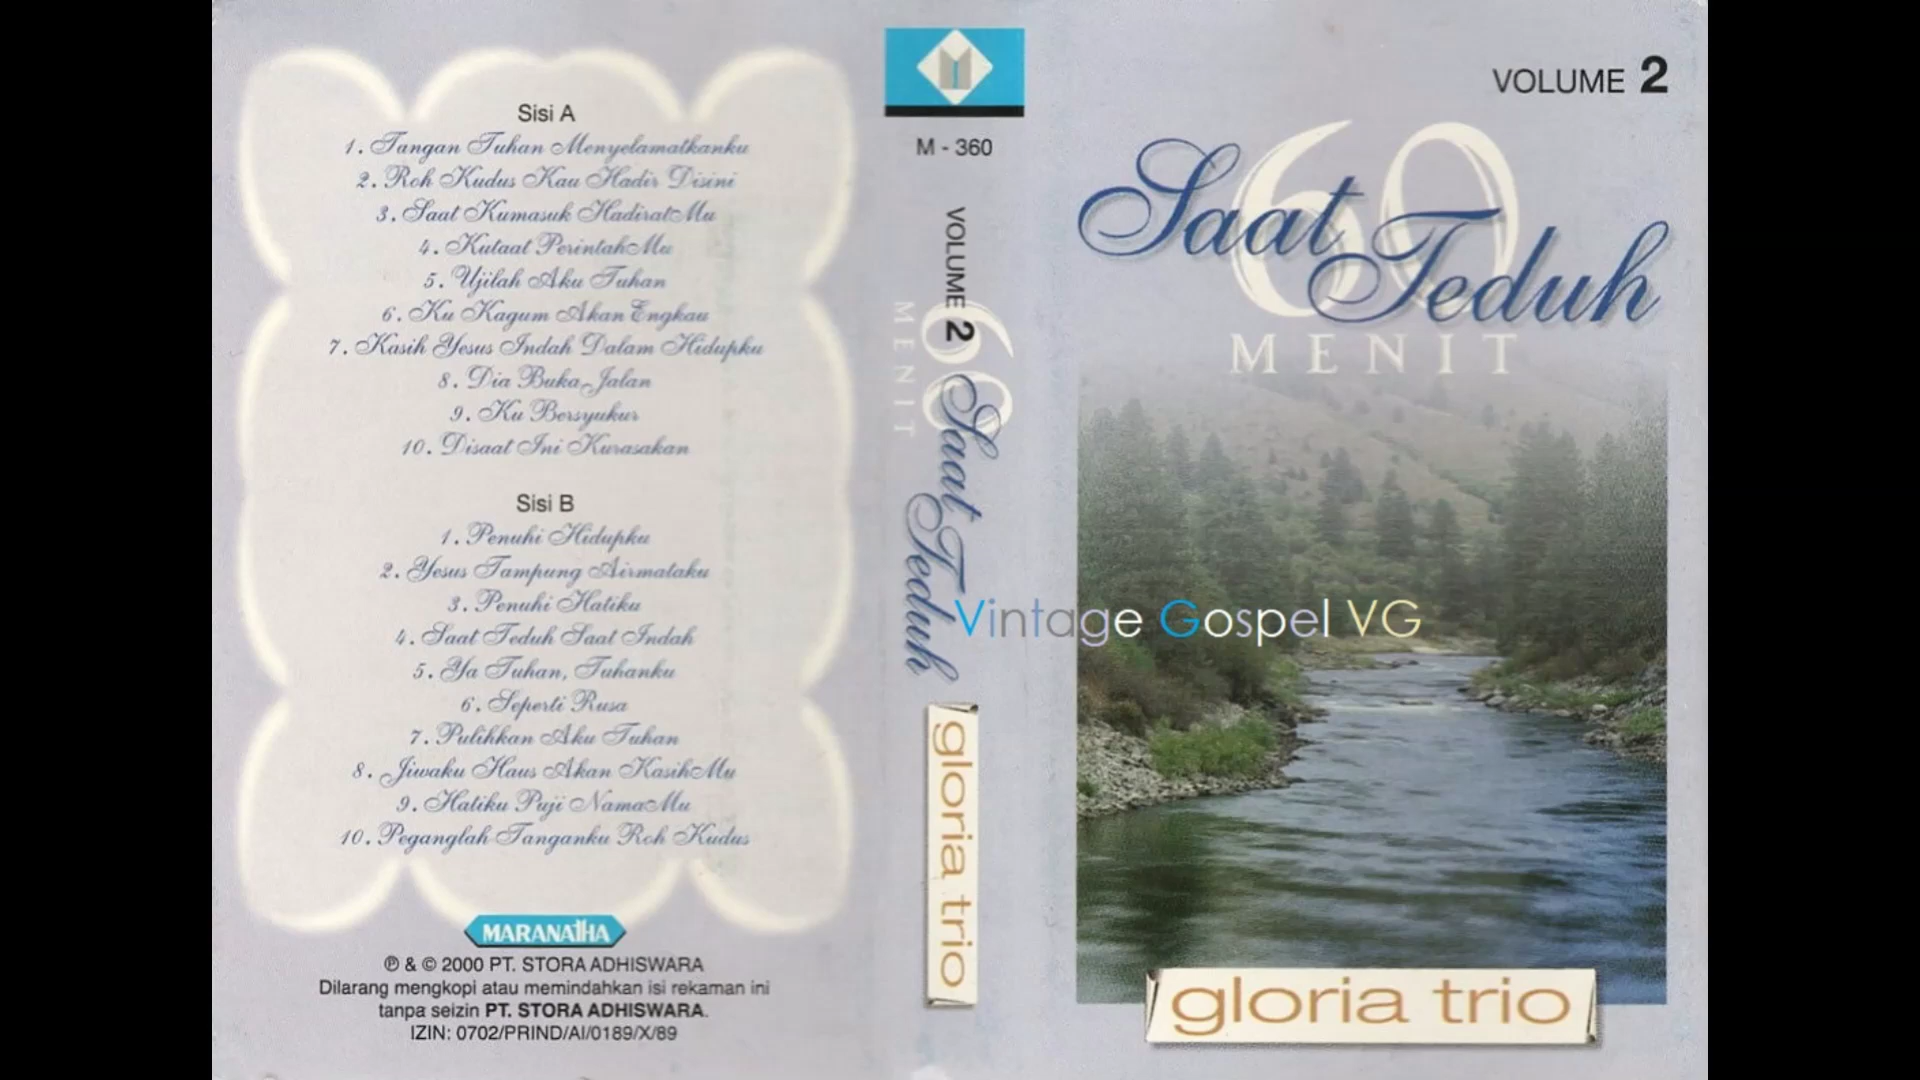 Sisi A
1. Tangan Tuhan Menyelamatkanku
2. Roh Kudus Kau Hadir Disini
3. Saat Kumasuk HadiratMu
4. Kutaat PerintahMu
5. Ujilah Aku Tuhan
6. Ku Kagum Akan Engkau
7. Kasih Yesus Indah Dalam Hidupku
8. Dia Buka Jalan
9. Ku Bersyukur
10. Disaat Ini Kurasakan
Sisi B
1. Penuhi Hidupku
2. Yesus Tampung Airmataku
3. Penuhi Hatiku
4. Saat Teduh Saat Indah
5. Ya Tuhan, Tuhanku
6. Seperti Rusa
7. Pulihkan Aku Tuhan
8. Jiwaku Haus Akan KasihMu
9. Hatiku Puji NamaMu
10. Peganglah Tanganku Roh Kudus
MARANATHA
℗ & © 2000 PT. STORA ADHISWARA
Dilarang mengkopi atau memindahkan isi rekaman ini
tanpa seizin PT. STORA ADHISWARA.
IZIN: 0702/PRIND/AI/0189/X/89
M - 360
VOLUME 2
60
MENIT
Saat Teduh
gloria trio
VOLUME 2
60
Saat Teduh
MENIT
Vintage Gospel VG
gloria trio